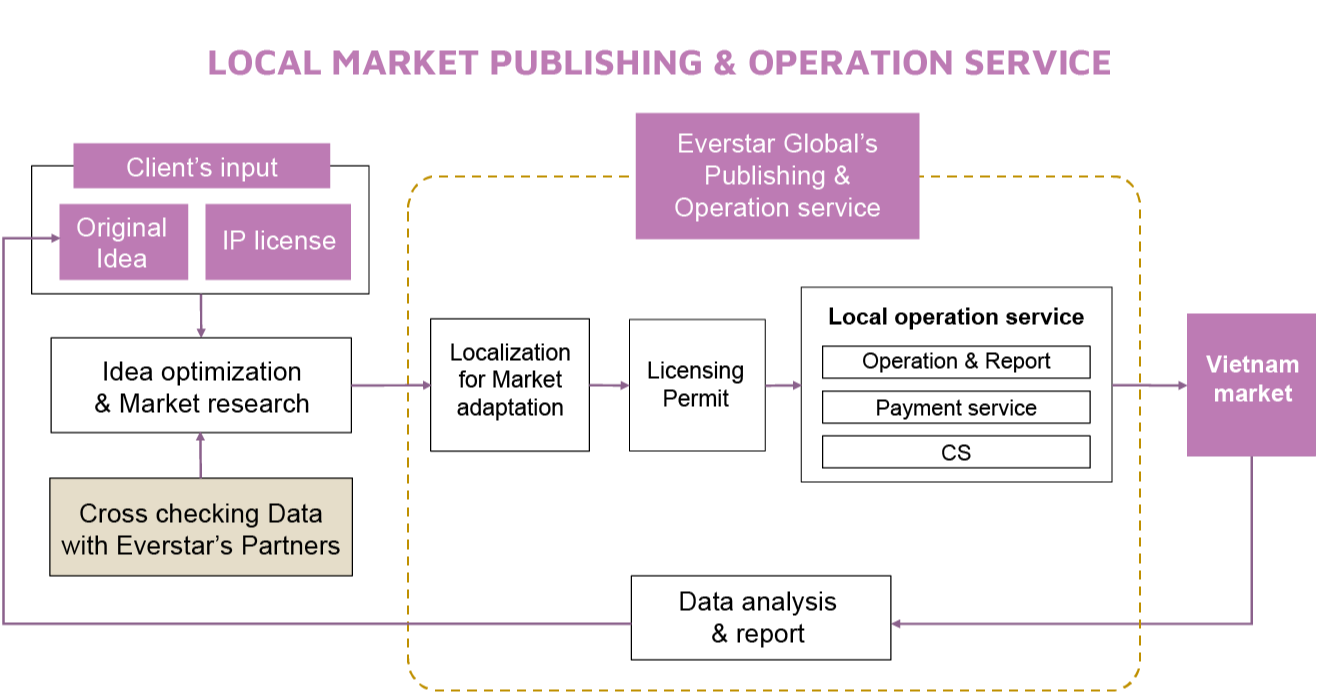 LOCAL MARKET PUBLISHING & OPERATION SERVICE
Client’s input
Original
Idea
IP license
Idea optimization
& Market research
Cross checking Data
with Everstar’s Partners
Everstar Global’s
Publishing &
Operation service
Localization
for Market
adaptation
Licensing
Permit
Local operation service
Operation & Report
Payment service
CS
Vietnam
market
Data analysis
& report